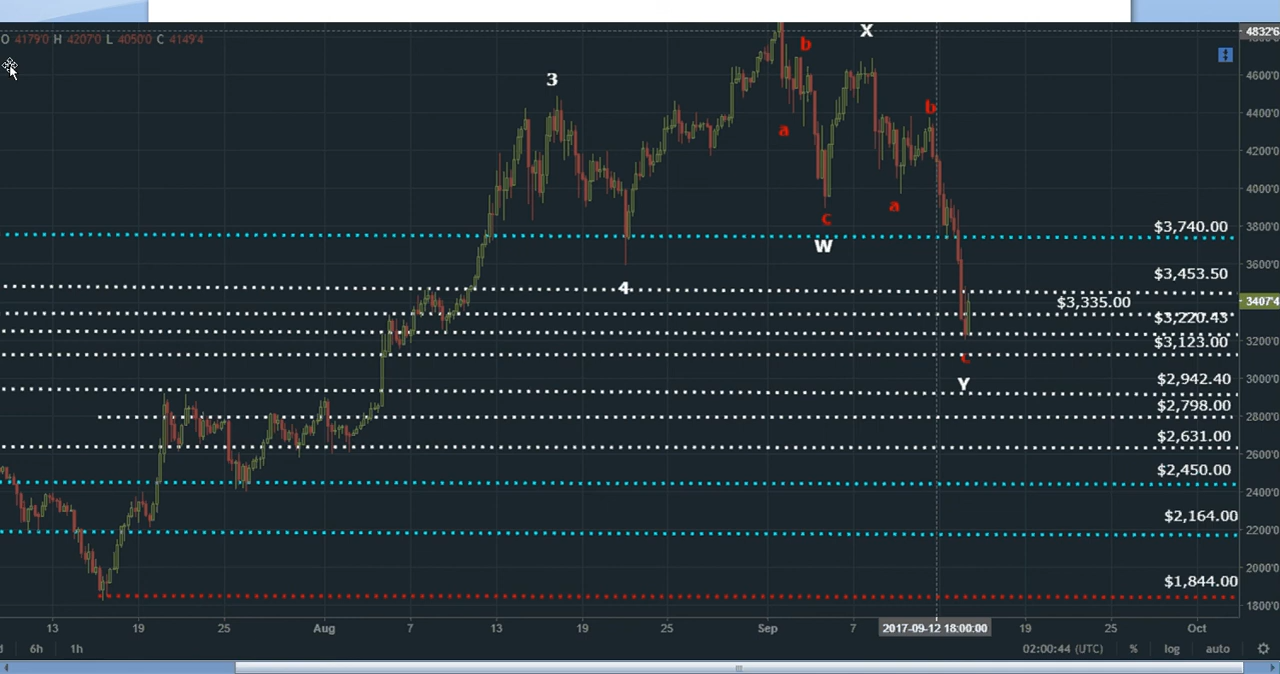 O 4179'0 H 4207'0 L 4050'0 C 4149'4
4832'6
X
b
3
4600'0
4400'0
b
a
4200'0
4000'0
a
c
W
3800'0
$3,740.00
3600'0
$3,453.50
4
$3,335.00
3407'4
$3,220.43
3200'0
$3,123.00
c
Y
3000'0
$2,942.40
2800'0
$2,798.00
2600'0
$2,631.00
$2,450.00
2400'0
$2,164.00
2200'0
2000'0
$1,844.00
1800'0
13 19 25 Aug 7 13 19 25 Sep 7 2017-09-12 18:00:00 19 25 Oct
6h 1h 02:00:44 (UTC) % log auto